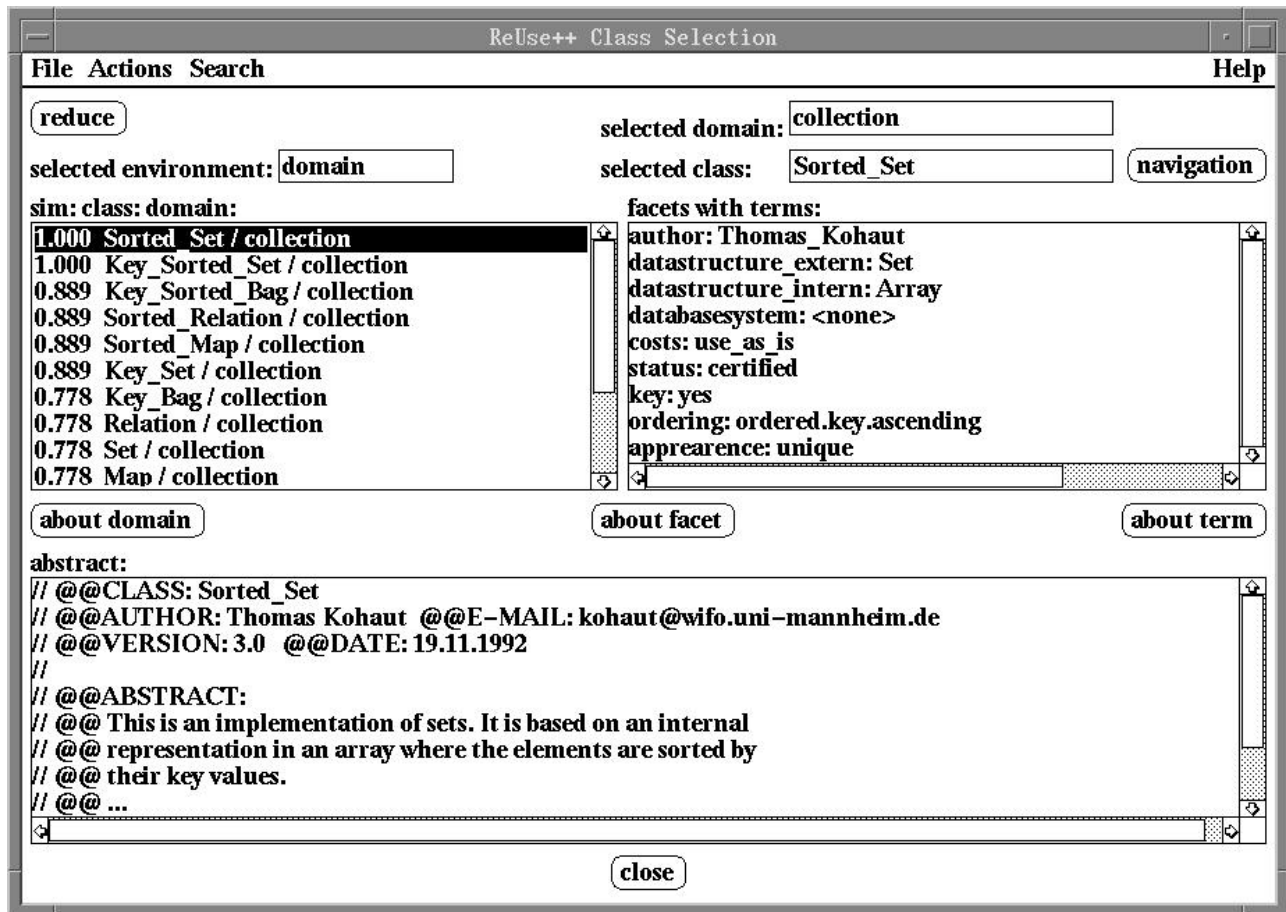 ReUse++ Class Selection
File Actions Search Help
reduce
selected domain: collection
selected environment: domain
selected class: Sorted_Set navigation
sim: class: domain:
1.000 Sorted_Set / collection
1.000 Key_Sorted_Set / collection
0.889 Key_Sorted_Bag / collection
0.889 Sorted_Relation / collection
0.889 Sorted_Map / collection
0.889 Key_Set / collection
0.778 Key_Bag / collection
0.778 Relation / collection
0.778 Set / collection
0.778 Map / collection
facets with terms:
author: Thomas_Kohaut
datastructure_extern: Set
datastructure_intern: Array
databasesystem: <none>
costs: use_as_is
status: certified
key: yes
ordering: ordered.key.ascending
apprearence: unique
about domain about facet about term
abstract:
// @@CLASS: Sorted_Set
// @@AUTHOR: Thomas Kohaut @@E-MAIL: kohaut@wifo.uni-mannheim.de
// @@VERSION: 3.0 @@DATE: 19.11.1992
//
// @@ABSTRACT:
// @@ This is an implementation of sets. It is based on an internal
// @@ representation in an array where the elements are sorted by
// @@ their key values.
// @@ ...
close